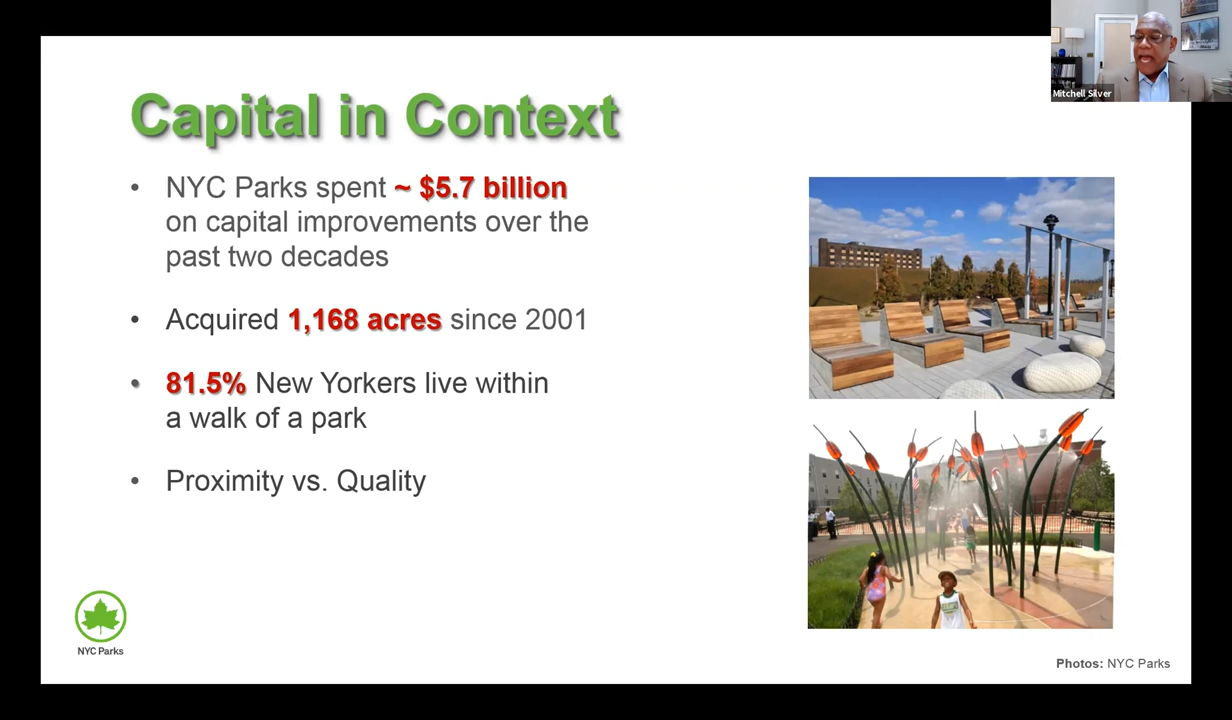 Mitchell Silver
Capital in Context
• NYC Parks spent ~ $5.7 billion
on capital improvements over the
past two decades
• Acquired 1,168 acres since 2001
• 81.5% New Yorkers live within
a walk of a park
• Proximity vs. Quality
NYC Parks
Photos: NYC Parks